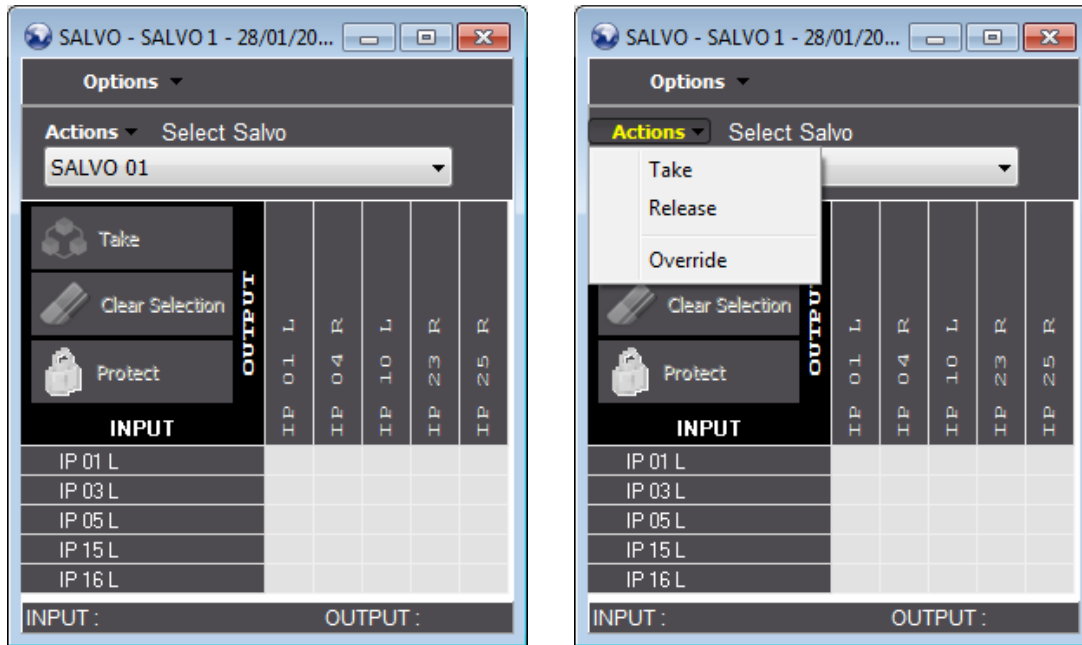 SALVO - SALVO 1 - 28/01/20...
Options
Actions Select Salvo
SALVO 01
Take
Clear Selection
Protect
OUTPUT
INPUT
IP 01 L
IP 04 R
IP 10 L
IP 23 R
IP 25 R
IP 01 L
IP 03 L
IP 05 L
IP 15 L
IP 16 L
INPUT : OUTPUT :
SALVO - SALVO 1 - 28/01/20...
Options
Actions Select Salvo
Take
Release
Override
Clear Selection
Protect
OUTPUT
INPUT
IP 01 L
IP 04 R
IP 10 L
IP 23 R
IP 25 R
IP 01 L
IP 03 L
IP 05 L
IP 15 L
IP 16 L
INPUT : OUTPUT :